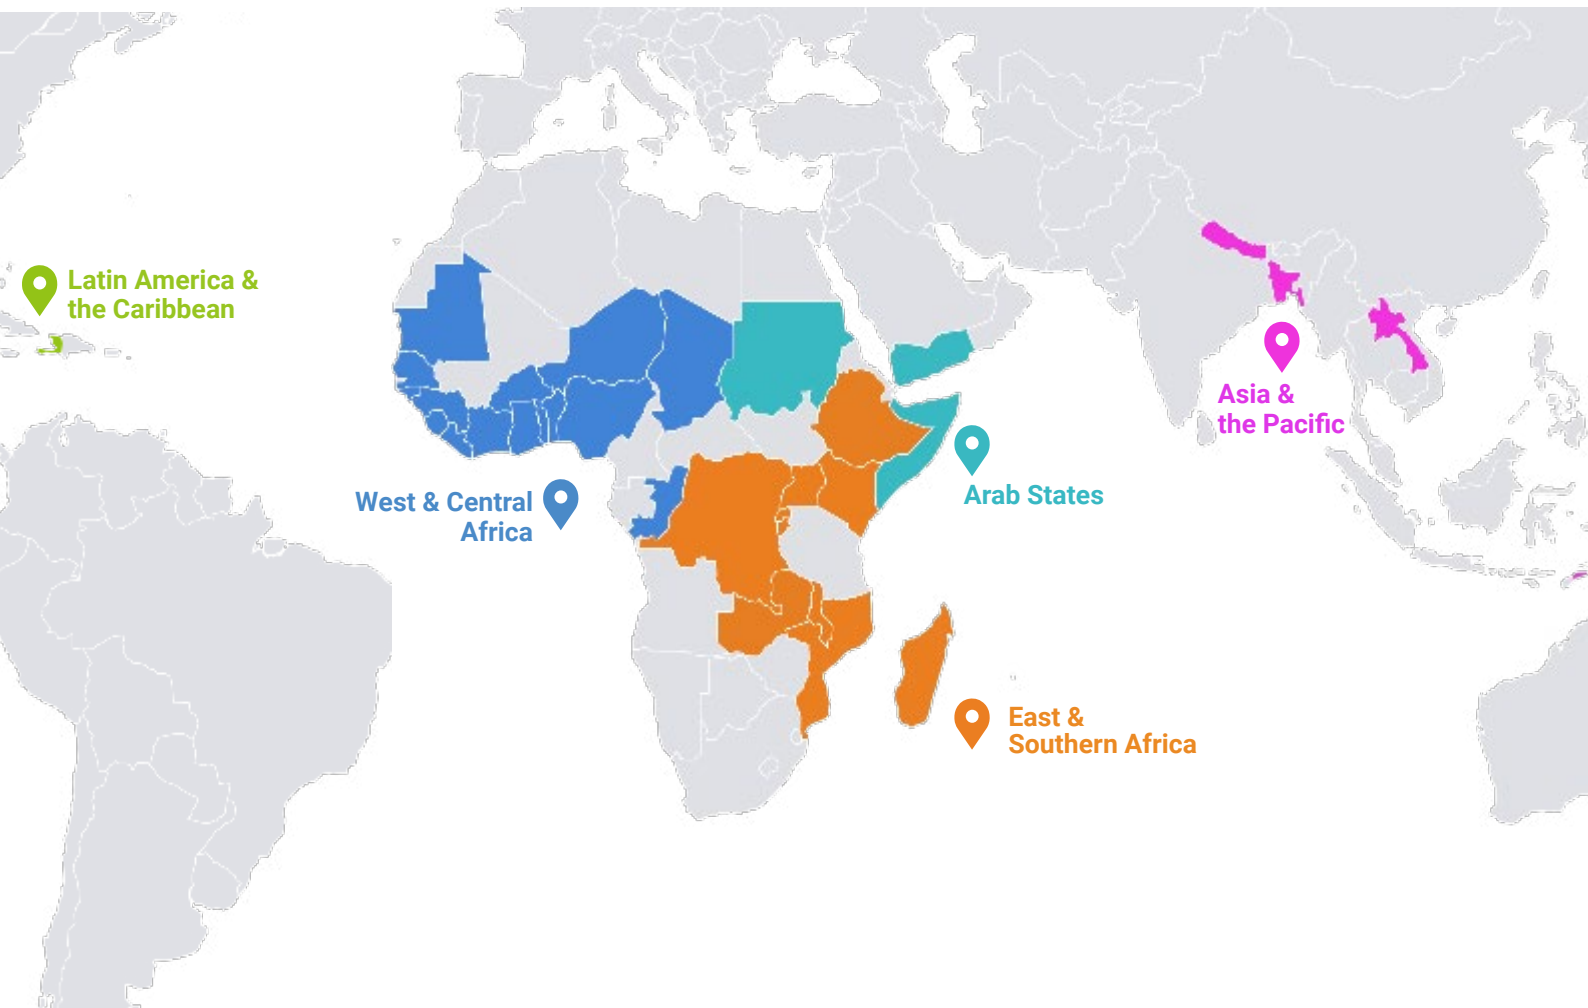 Latin America &
the Caribbean
West & Central
Africa
Arab States
Asia &
the Pacific
East &
Southern Africa